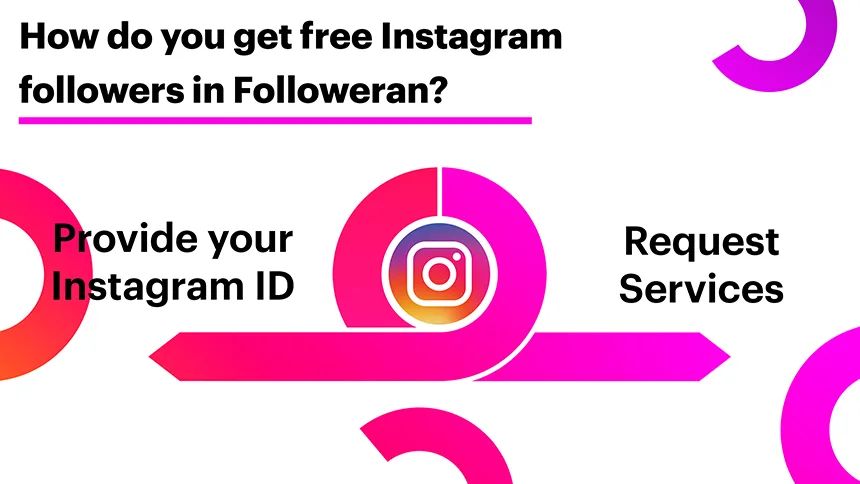 How do you get free Instagram
followers in Followeran?
Provide your
Instagram ID
Request
Services